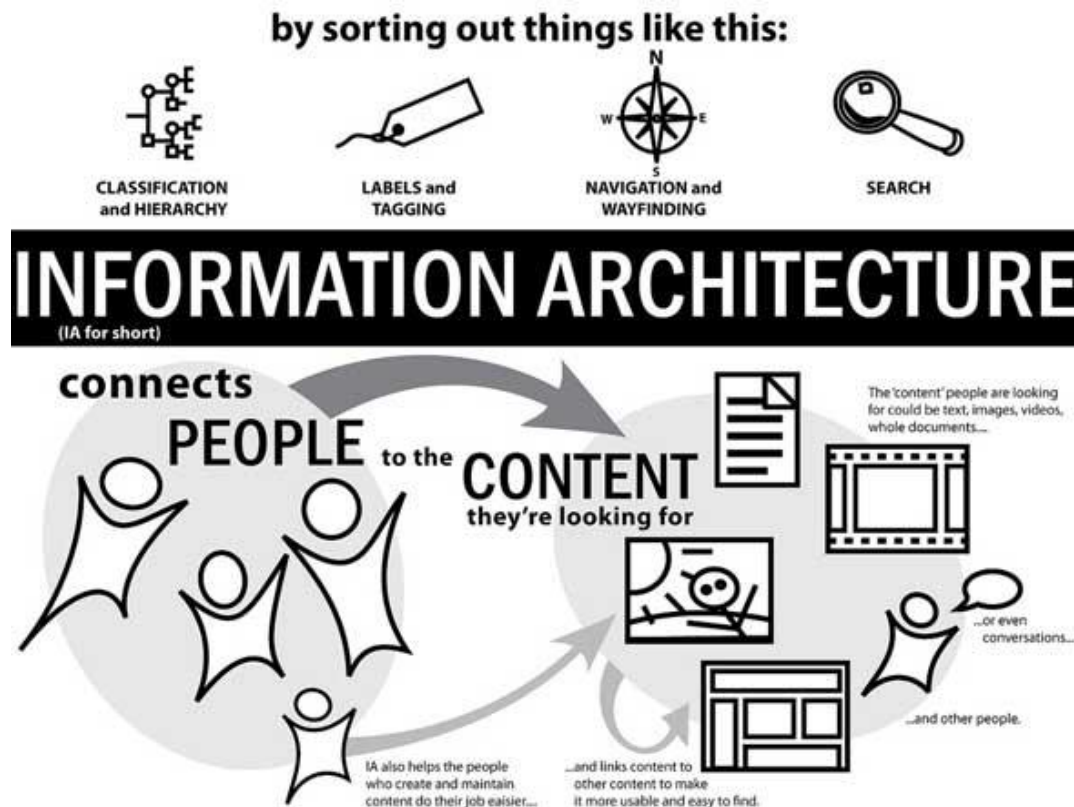 by sorting out things like this:
N
W
E
S
CLASSIFICATION
and HIERARCHY
LABELS and
TAGGING
NAVIGATION and
WAYFINDING
SEARCH
INFORMATION ARCHITECTURE
(IA for short)
connects
PEOPLE
to the
CONTENT
they're looking for
The 'content' people are looking
for could be text, images, videos,
whole documents....
...or even
conversations...
...and other people.
IA also helps the people
who create and maintain
content do their job eaisier....
...and links content to
other content to make
it more usable and easy to find.